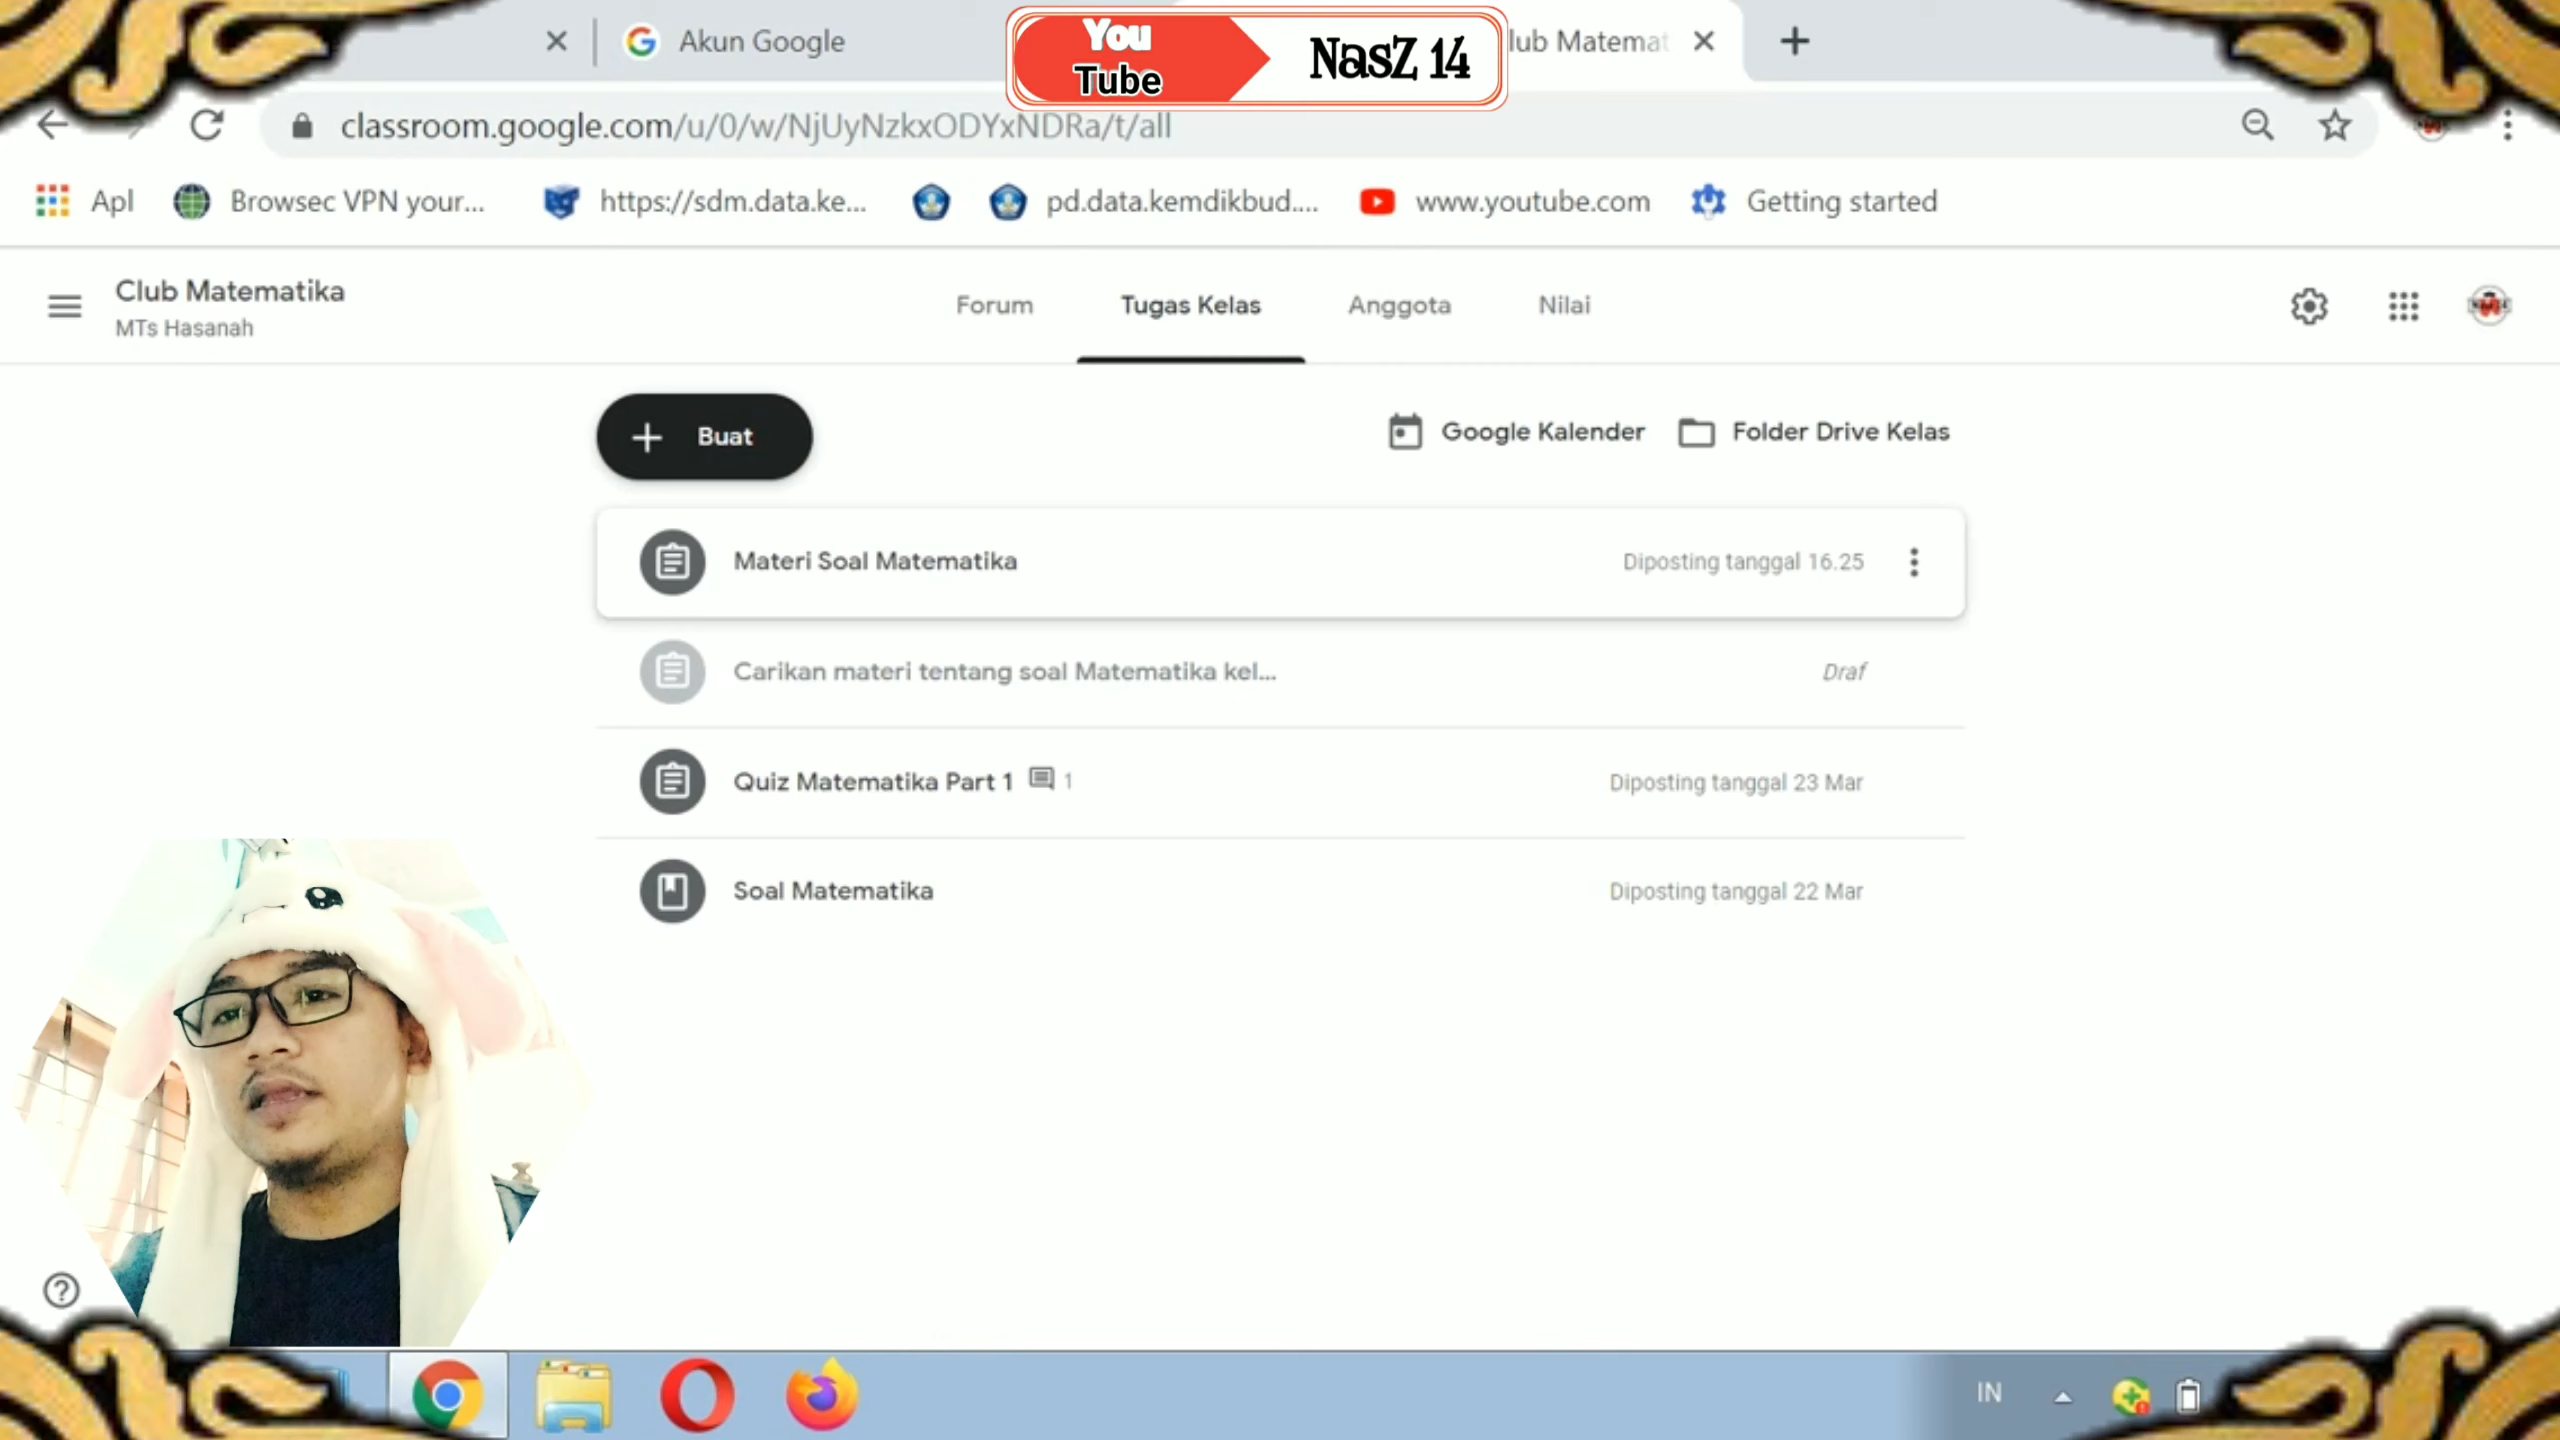 Akun Google
You
Tube
NasZ 14
lub Matemat
classroom.google.com/u/0/w/NjUyNzkxODYxNDRa/t/all
Apl
Browsec VPN your...
https://sdm.data.ke...
pd.data.kemdikbud....
www.youtube.com
Getting started
Club Matematika
MTs Hasanah
Forum
Tugas Kelas
Anggota
Nilai
Buat
Google Kalender
Folder Drive Kelas
Materi Soal Matematika
Diposting tanggal 16.25
Carikan materi tentang soal Matematika kel...
Draf
Quiz Matematika Part 1
1
Diposting tanggal 23 Mar
Soal Matematika
Diposting tanggal 22 Mar
IN